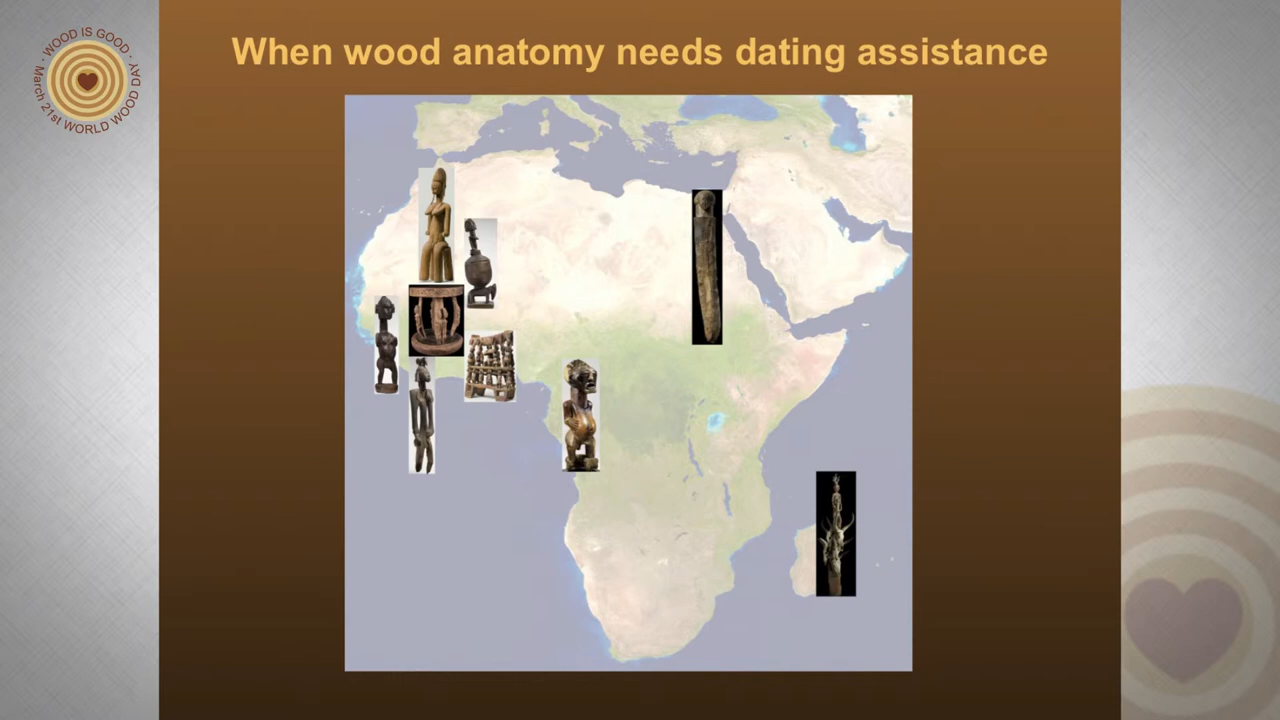 WOOD IS GOOD · March 21st WORLD WOOD DAY ·
When wood anatomy needs dating assistance